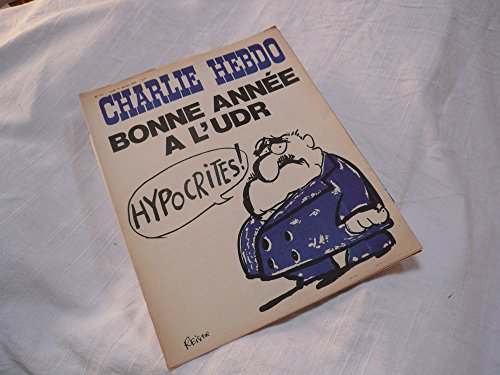 CHARLIE HEBDO
BONNE ANNÉE
A L'UDR
HYPOCRITES!
REISER